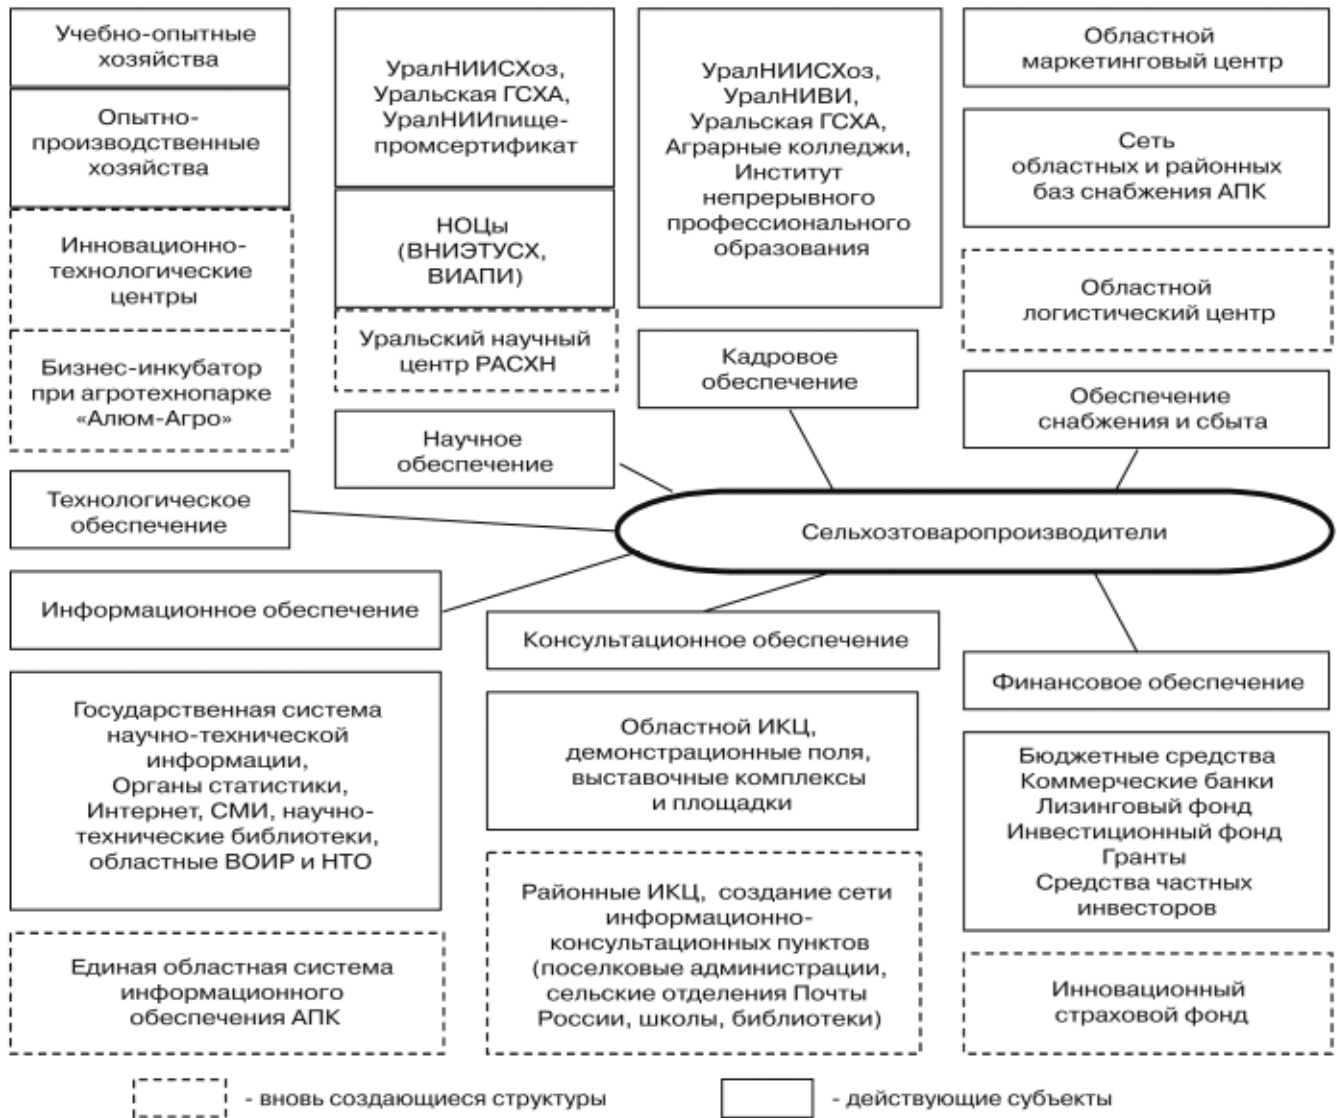 Учебно-опытные
хозяйства
Опытно-
производственные
хозяйства
Инновационно-
технологические
центры
Бизнес-инкубатор
при агротехнопарке
«Алюм-Агро»
Технологическое
обеспечение
УралНИИСХоз,
Уральская ГСХА,
УралНИИпище-
промсертификат
НОЦы
(ВНИЭТУСХ,
ВИАПИ)
Уральский научный
центр РАСХН
Научное
обеспечение
УралНИИСХоз,
УралНИВИ,
Уральская ГСХА,
Аграрные колледжи,
Институт
непрерывного
профессионального
образования
Кадровое
обеспечение
Областной
маркетинговый центр
Сеть
областных и районных
баз снабжения АПК
Областной
логистический центр
Обеспечение
снабжения и сбыта
Сельхозтоваропроизводители
Информационное обеспечение
Государственная система
научно-технической
информации,
Органы статистики,
Интернет, СМИ, научно-
технические библиотеки,
областные ВОИР и НТО
Единая областная система
информационного
обеспечения АПК
Консультационное обеспечение
Областной ИКЦ,
демонстрационные поля,
выставочные комплексы
и площадки
Районные ИКЦ, создание сети
информационно-
консультационных пунктов
(поселковые администрации,
сельские отделения Почты
России, школы, библиотеки)
Финансовое обеспечение
Бюджетные средства
Коммерческие банки
Лизинговый фонд
Инвестиционный фонд
Гранты
Средства частных
инвесторов
Инновационный
страховой фонд
- вновь создающиеся структуры
- действующие субъекты